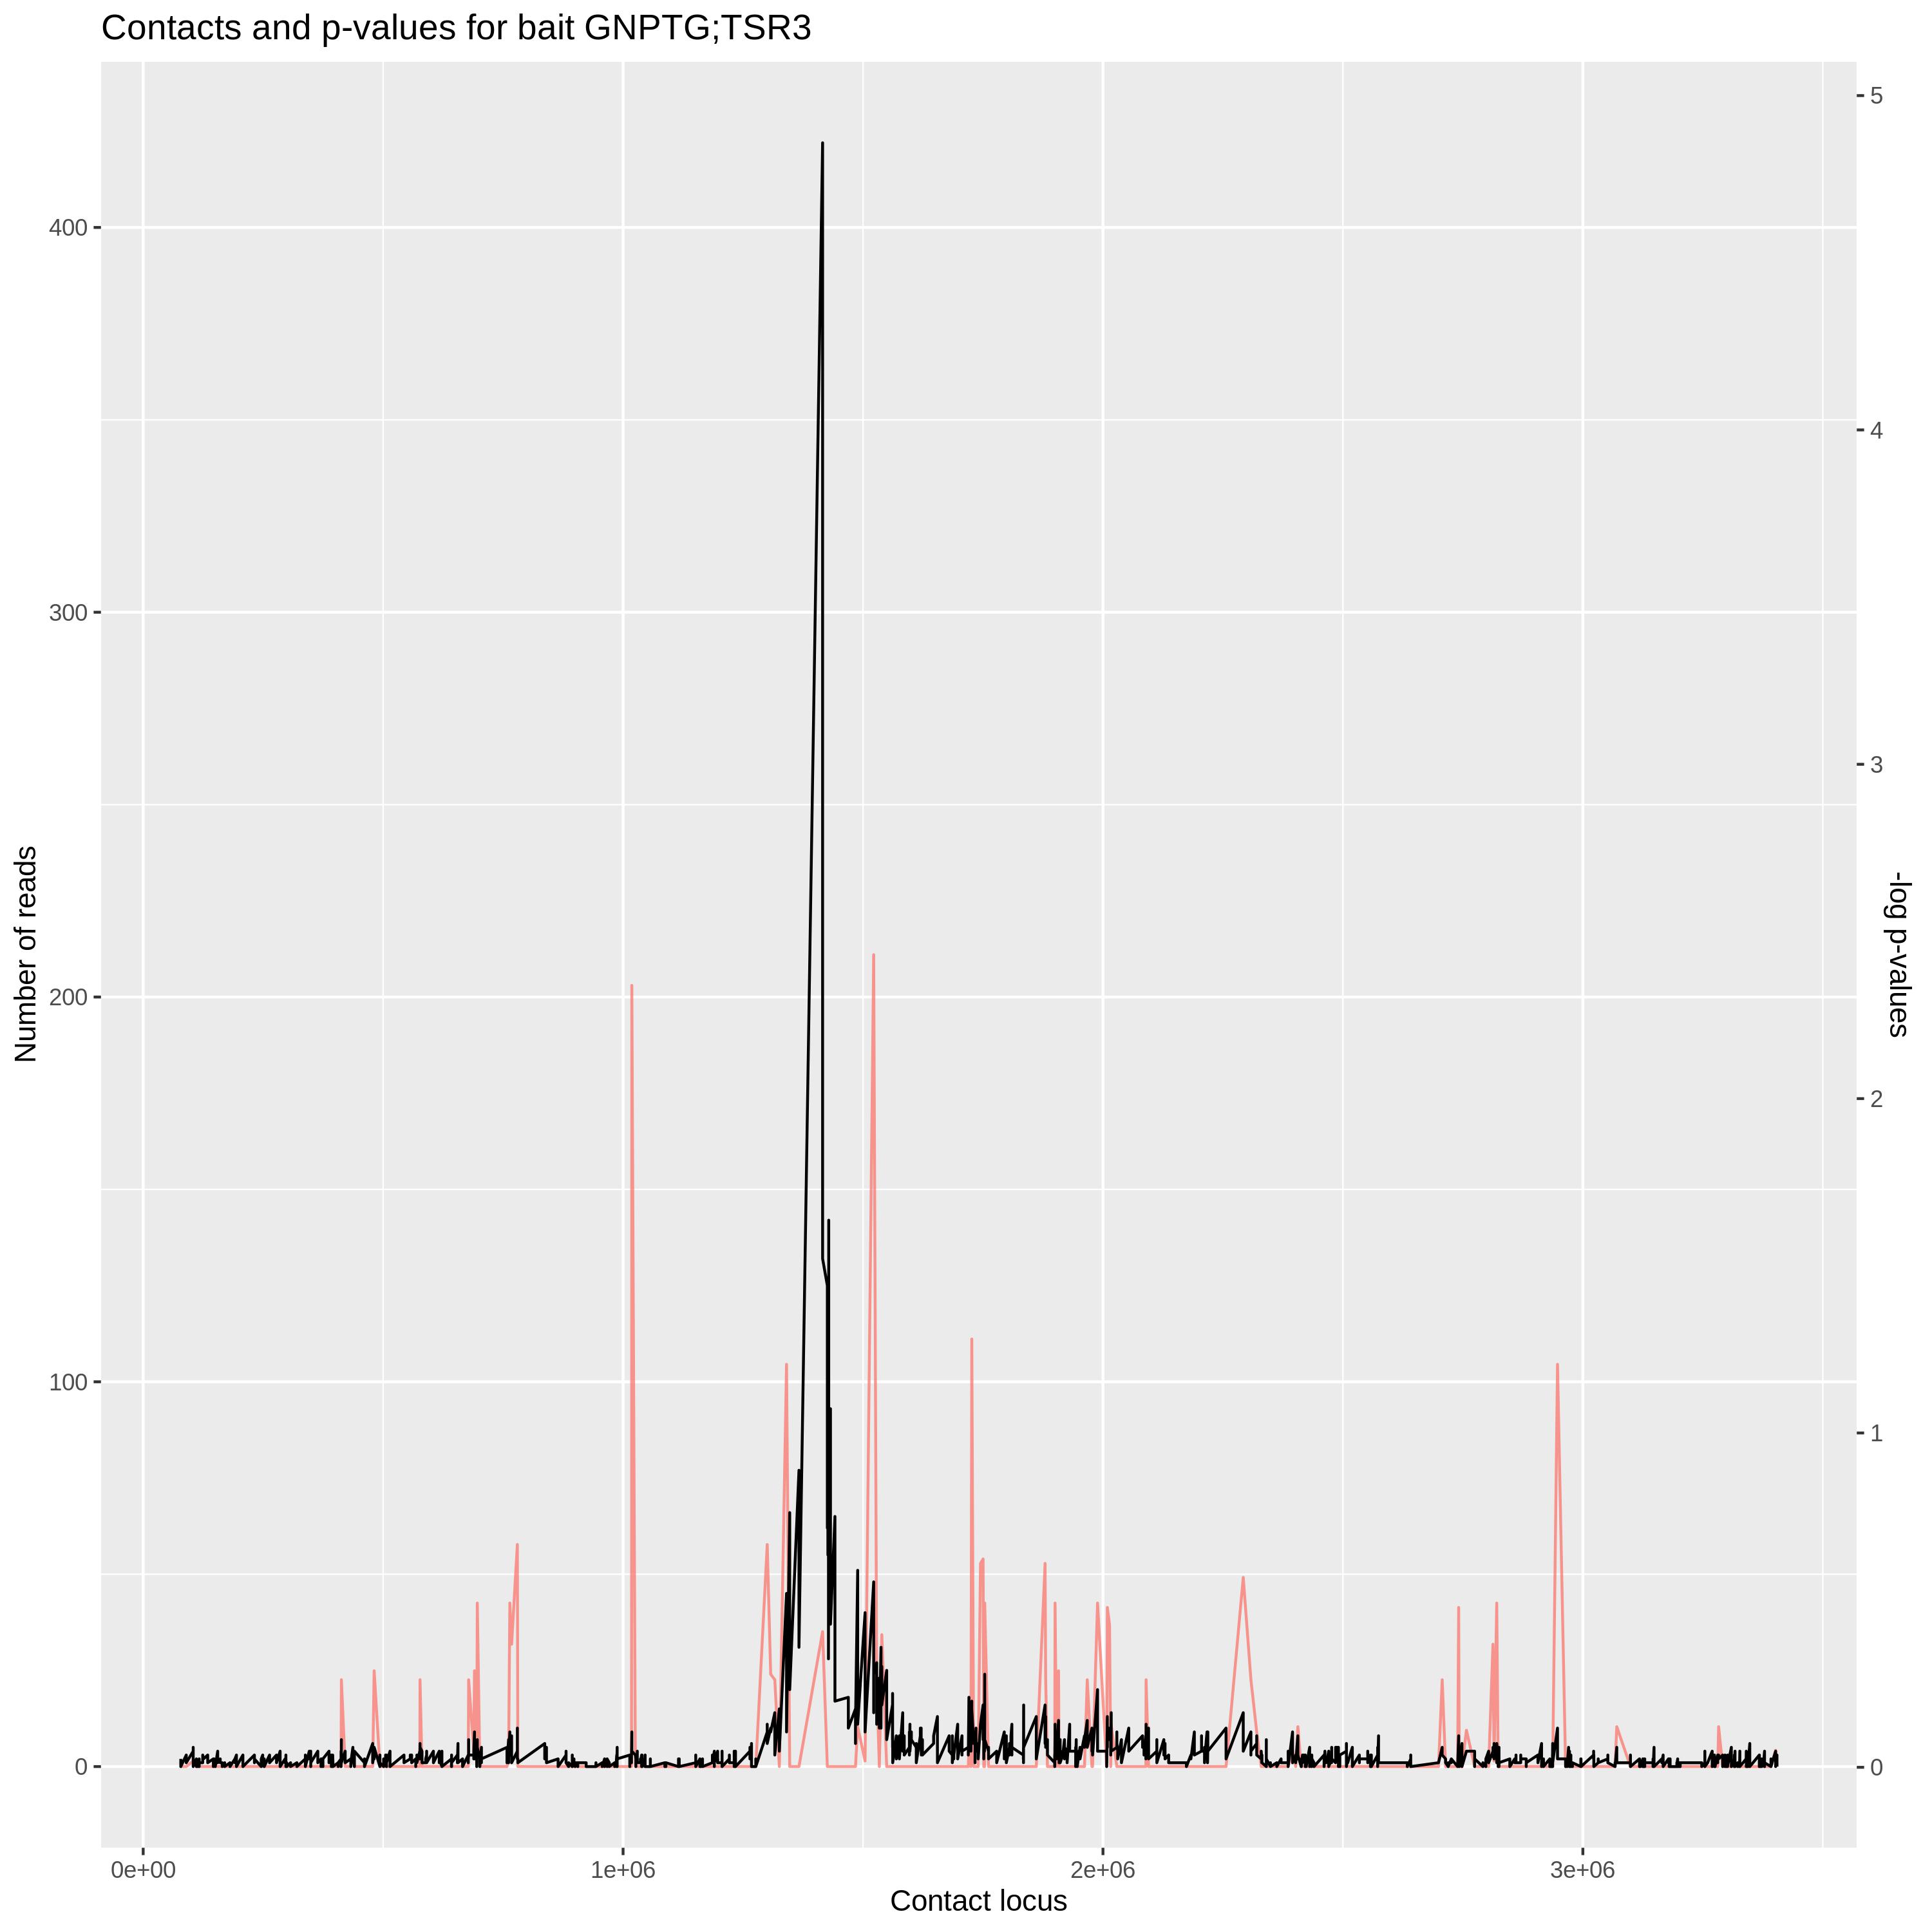 Contacts and p-values for bait GNPTG;TSR3
400
300
200
100
0
Number of reads
5
4
3
2
1
0
-log p-values
0e+00
1e+06
2e+06
3e+06
Contact locus